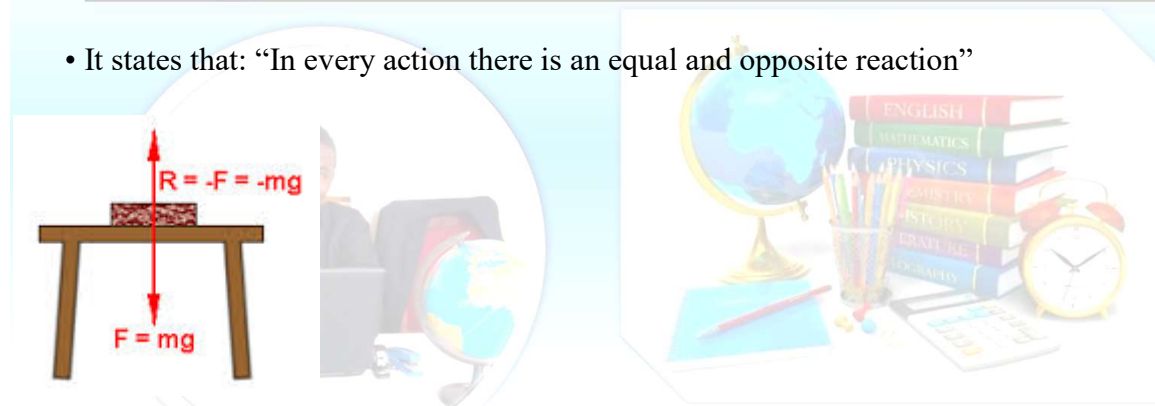 • It states that: “In every action there is an equal and opposite reaction”
R = -F = -mg
F = mg
ENGLISH
MATHEMATICS
PHYSICS